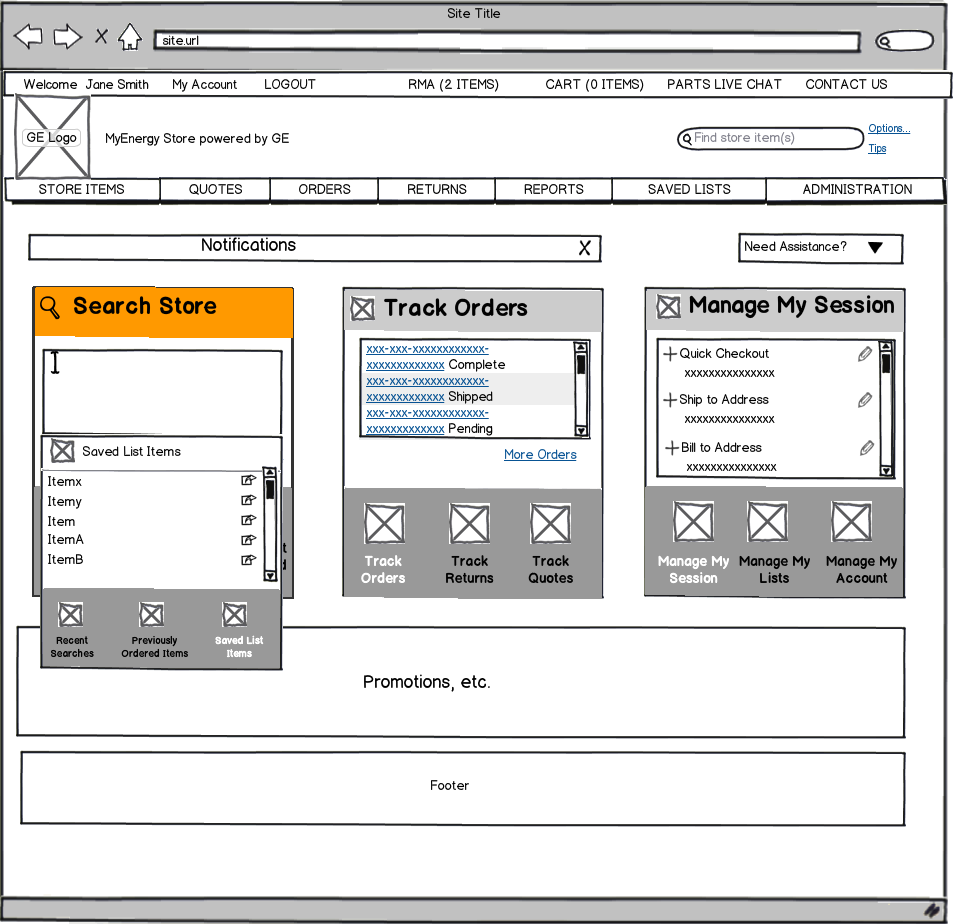 Site Title
site.url
Welcome Jane Smith My Account LOGOUT RMA (2 ITEMS) CART (0 ITEMS) PARTS LIVE CHAT CONTACT US
GE Logo
MyEnergy Store powered by GE
Find store item(s)
Options...
Tips
STORE ITEMS QUOTES ORDERS RETURNS REPORTS SAVED LISTS ADMINISTRATION
Notifications X
Need Assistance?
Search Store
Saved List Items
Itemx
Itemy
Item
ItemA
ItemB
Recent
Searches
Previously
Ordered Items
Saved List
Items
Track Orders
xxx-xxx-xxxxxxxxxxxx-
xxxxxxxxxxxxx Complete
xxx-xxx-xxxxxxxxxxxx-
xxxxxxxxxxxxx Shipped
xxx-xxx-xxxxxxxxxxxx-
xxxxxxxxxxxxx Pending
More Orders
Track
Orders
Track
Returns
Track
Quotes
Manage My Session
Quick Checkout
xxxxxxxxxxxxxxx
Ship to Address
xxxxxxxxxxxxxxx
Bill to Address
xxxxxxxxxxxxxxx
Manage My
Session
Manage My
Lists
Manage My
Account
Promotions, etc.
Footer